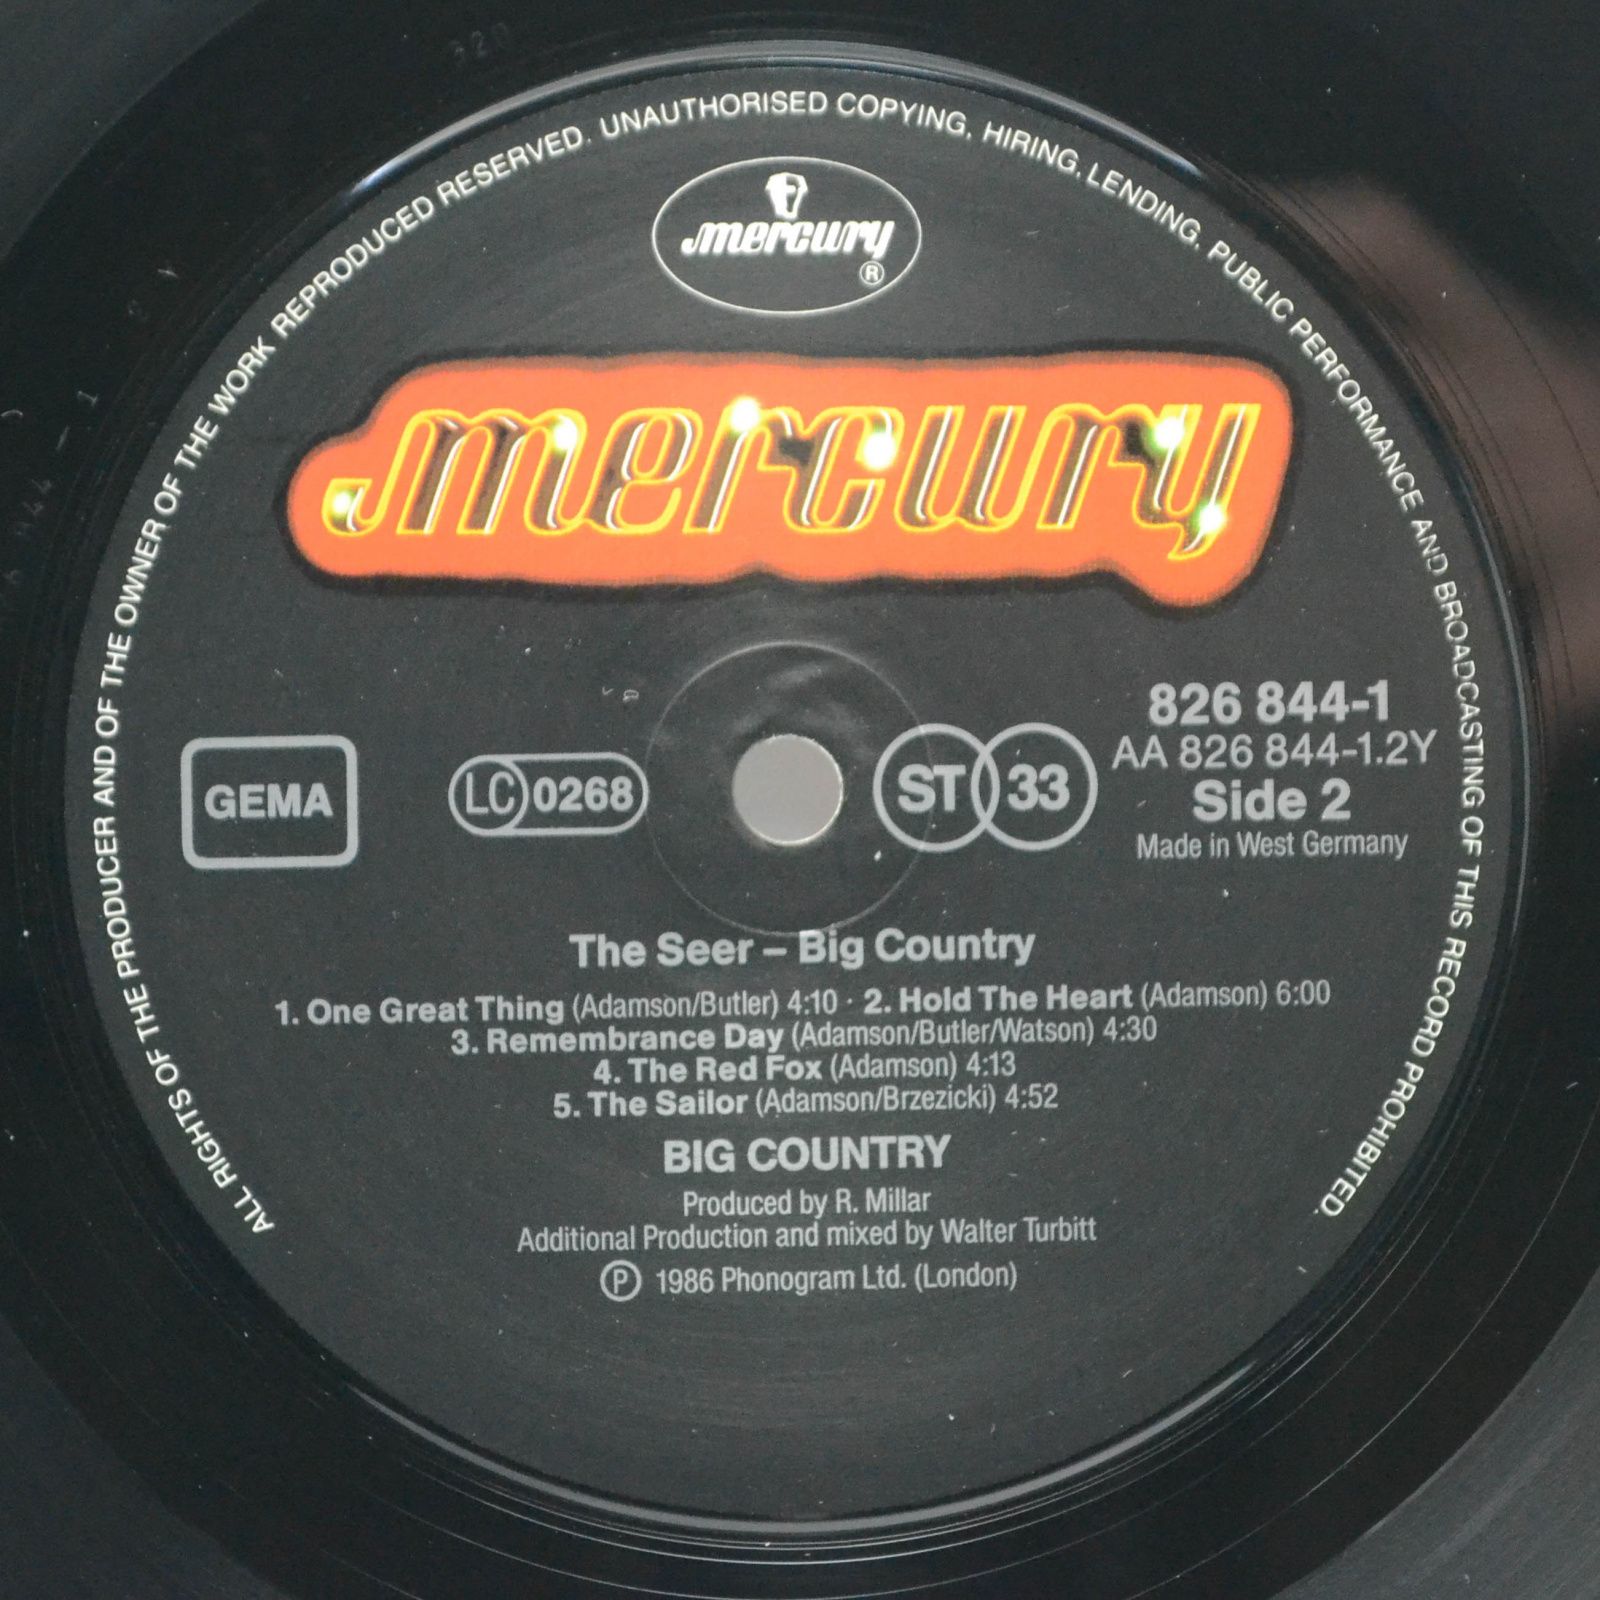 ALL RIGHTS OF THE PRODUCER AND OF THE OWNER OF THE WORK REPRODUCED RESERVED. UNAUTHORISED COPYING, HIRING, LENDING, PUBLIC PERFORMANCE AND BROADCASTING OF THIS RECORD PROHIBITED.
mercury ®
mercury
GEMA
LC 0268
ST 33
826 844-1
AA 826 844-1.2Y
Side 2
Made in West Germany
The Seer – Big Country
1. One Great Thing (Adamson/Butler) 4:10 · 2. Hold The Heart (Adamson) 6:00
3. Remembrance Day (Adamson/Butler/Watson) 4:30
4. The Red Fox (Adamson) 4:13
5. The Sailor (Adamson/Brzezicki) 4:52
BIG COUNTRY
Produced by R. Millar
Additional Production and mixed by Walter Turbitt
Ⓟ 1986 Phonogram Ltd. (London)